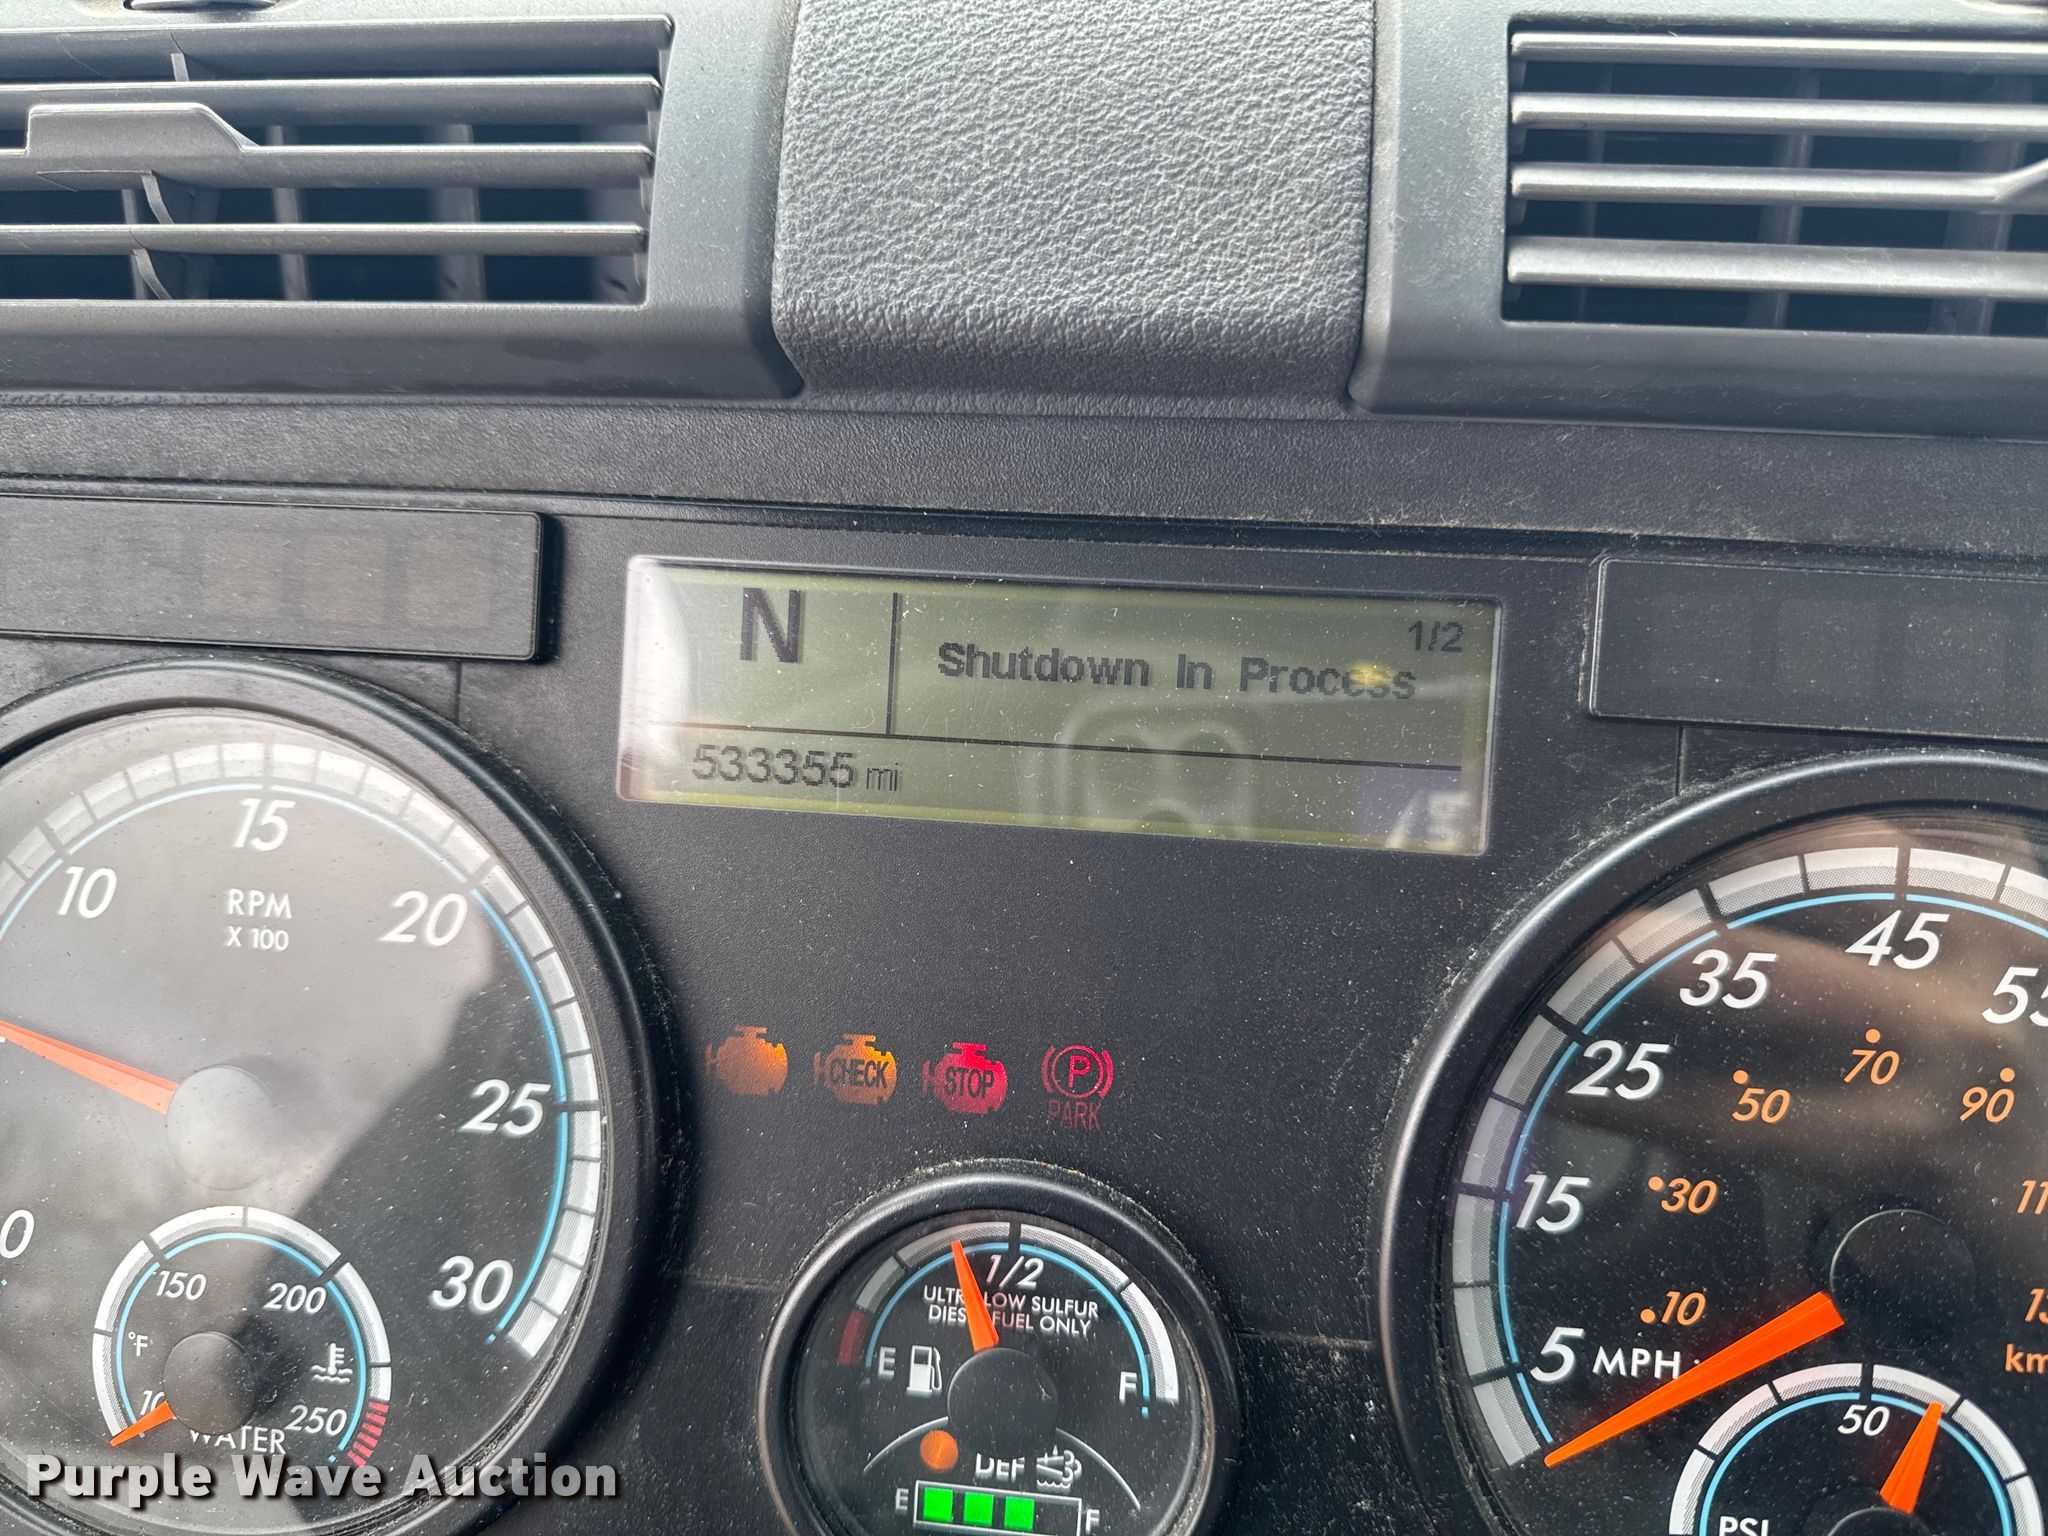 N
Shutdown In Process
1/2
533355 mi
15
10
20
RPM
X 100
25
30
0
150
200
°F
250
WATER
CHECK
STOP
P
PARK
1/2
LOW SULFUR
FUEL ONLY
E
F
DEF
E
F
45
35
55
25
70
50
90
15
30
10
5 MPH
50
PSI
Purple Wave Auction